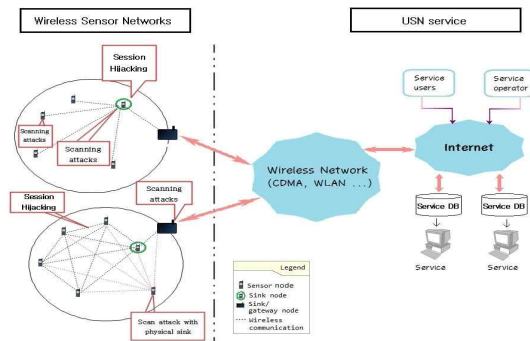 Wireless Sensor Networks
USN service
Session
Hijacking
Scanning
attacks
Scanning
attacks
Session
Hijacking
Scanning
attacks
Scan attack with
physical sink
Wireless Network
(CDMA, WLAN ...)
Service
users
Service
operator
Internet
Service DB
Service DB
Service
Service
Legend
Sensor node
Sink node
Sink/
gateway node
Wireless
communication